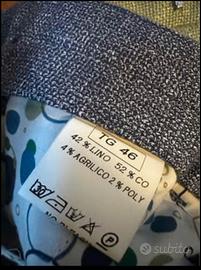 TG 46
42 % LINO 52 % CO
4 % AGRILICO 2 % POLY
subito